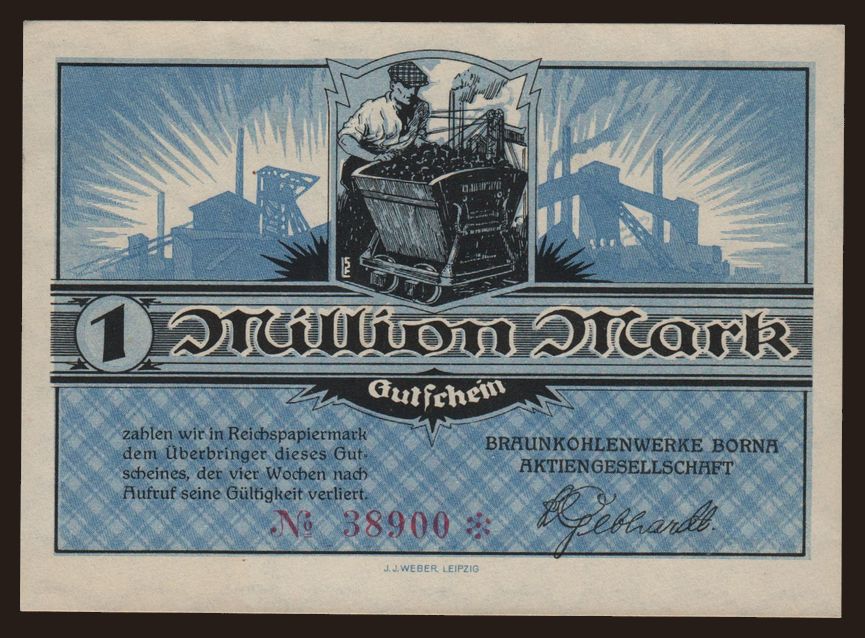 1 Million Mark
Gutschein
zahlen wir in Reichspapiermark
dem Überbringer dieses Gut-
scheines, der vier Wochen nach
Aufruf seine Gültigkeit verliert.
BRAUNKOHLENWERKE BORNA
AKTIENGESELLSCHAFT
Gebhardt.
№ 38900 *
J. J. WEBER, LEIPZIG